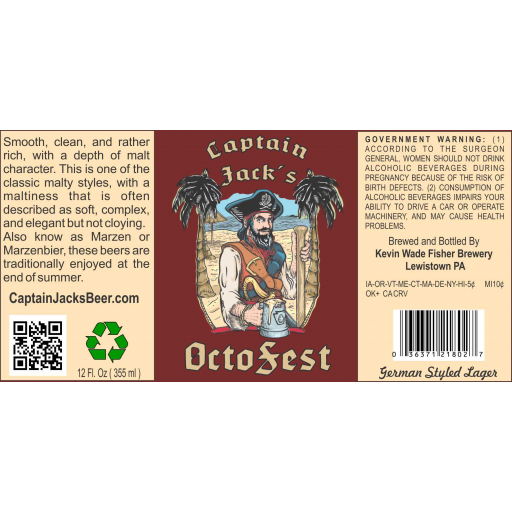 Smooth, clean, and rather
rich, with a depth of malt
character. This is one of the
classic malty styles, with a
maltiness that is often
described as soft, complex,
and elegant but not cloying.
Also know as Marzen or
Marzenbier, these beers are
traditionally enjoyed at the
end of summer.
CaptainJacksBeer.com
12 Fl. Oz ( 355 ml )
Captain
Jack's
OctoFest
GOVERNMENT WARNING: (1)
ACCORDING TO THE SURGEON
GENERAL, WOMEN SHOULD NOT DRINK
ALCOHOLIC BEVERAGES DURING
PREGNANCY BECAUSE OF THE RISK OF
BIRTH DEFECTS. (2) CONSUMPTION OF
ALCOHOLIC BEVERAGES IMPAIRS YOUR
ABILITY TO DRIVE A CAR OR OPERATE
MACHINERY, AND MAY CAUSE HEALTH
PROBLEMS.
Brewed and Bottled By
Kevin Wade Fisher Brewery
Lewistown PA
IA-OR-VT-ME-CT-MA-DE-NY-HI-5¢ MI10¢
OK+ CA CRV
0 36371 21802 7
German Styled Lager